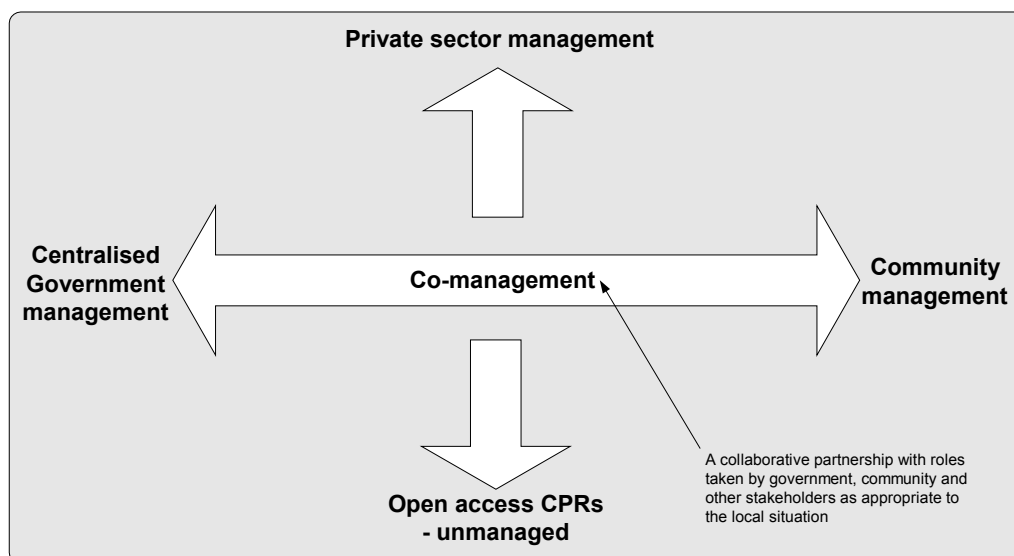 Private sector management
Centralised
Government
management
Co-management
Community
management
A collaborative partnership with roles
taken by government, community and
other stakeholders as appropriate to
the local situation
Open access CPRs
- unmanaged